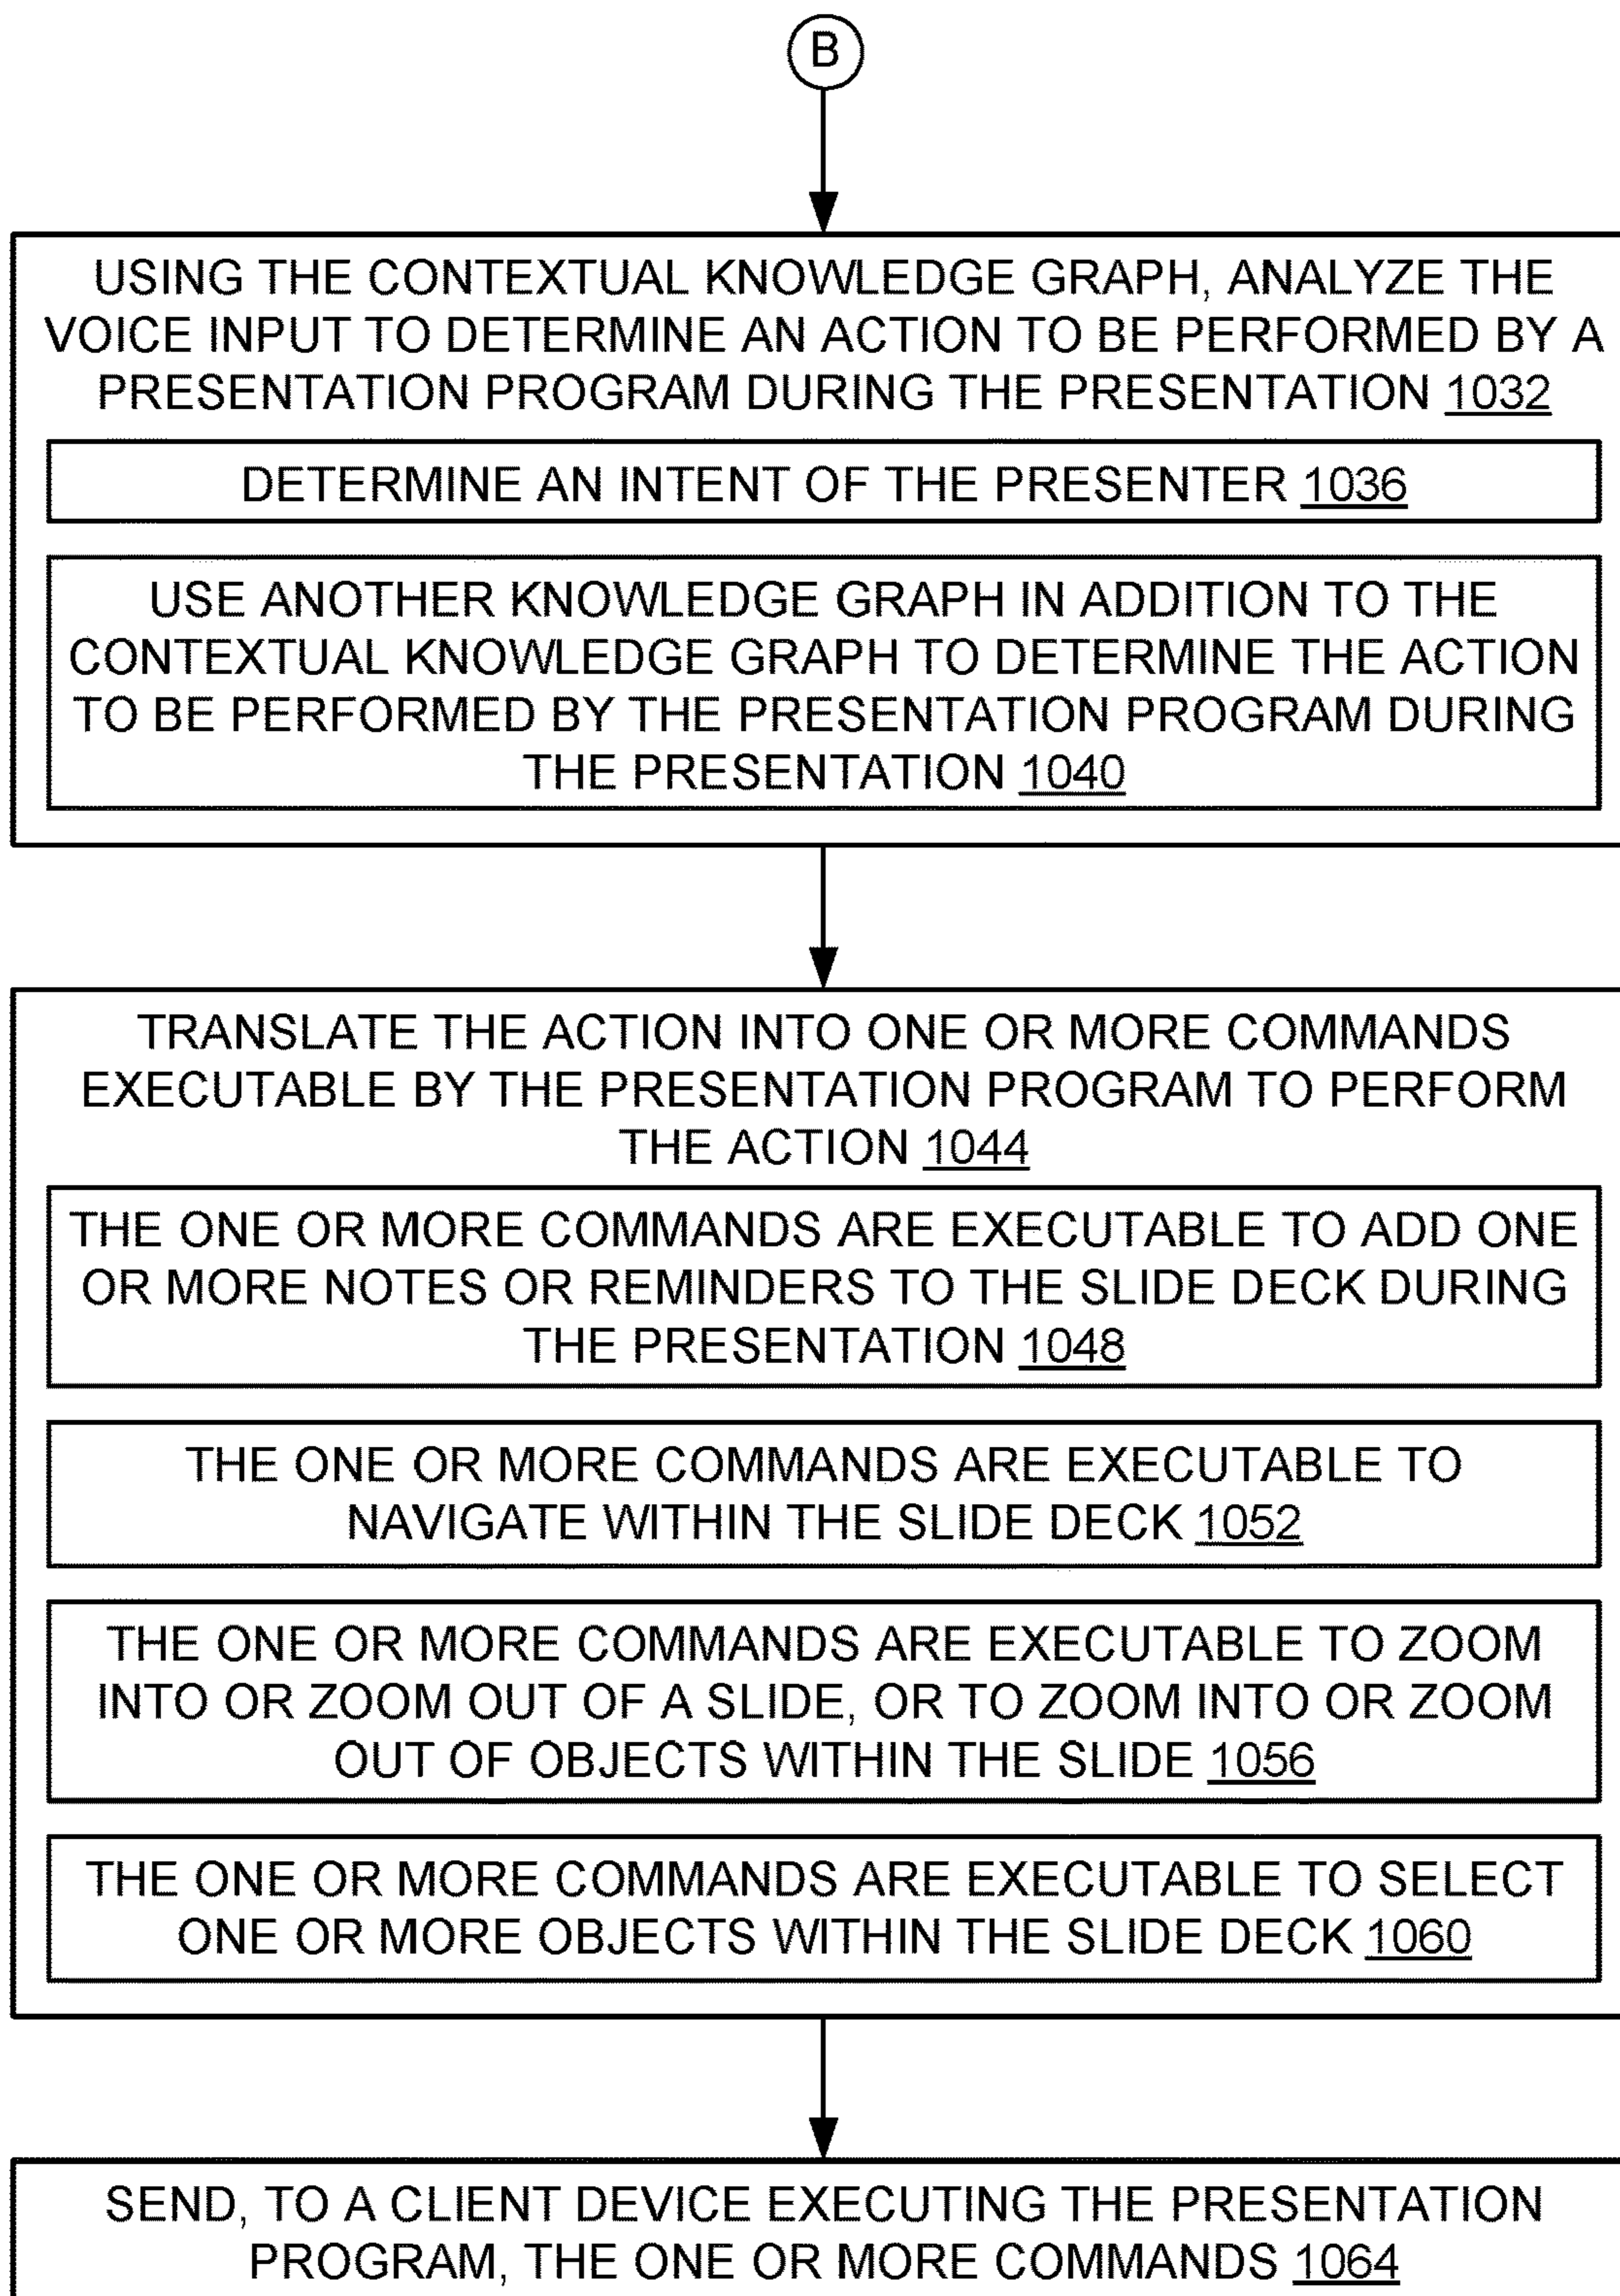 B
USING THE CONTEXTUAL KNOWLEDGE GRAPH, ANALYZE THE
VOICE INPUT TO DETERMINE AN ACTION TO BE PERFORMED BY A
PRESENTATION PROGRAM DURING THE PRESENTATION 1032
DETERMINE AN INTENT OF THE PRESENTER 1036
USE ANOTHER KNOWLEDGE GRAPH IN ADDITION TO THE
CONTEXTUAL KNOWLEDGE GRAPH TO DETERMINE THE ACTION
TO BE PERFORMED BY THE PRESENTATION PROGRAM DURING
THE PRESENTATION 1040
TRANSLATE THE ACTION INTO ONE OR MORE COMMANDS
EXECUTABLE BY THE PRESENTATION PROGRAM TO PERFORM
THE ACTION 1044
THE ONE OR MORE COMMANDS ARE EXECUTABLE TO ADD ONE
OR MORE NOTES OR REMINDERS TO THE SLIDE DECK DURING
THE PRESENTATION 1048
THE ONE OR MORE COMMANDS ARE EXECUTABLE TO
NAVIGATE WITHIN THE SLIDE DECK 1052
THE ONE OR MORE COMMANDS ARE EXECUTABLE TO ZOOM
INTO OR ZOOM OUT OF A SLIDE, OR TO ZOOM INTO OR ZOOM
OUT OF OBJECTS WITHIN THE SLIDE 1056
THE ONE OR MORE COMMANDS ARE EXECUTABLE TO SELECT
ONE OR MORE OBJECTS WITHIN THE SLIDE DECK 1060
SEND, TO A CLIENT DEVICE EXECUTING THE PRESENTATION
PROGRAM, THE ONE OR MORE COMMANDS 1064